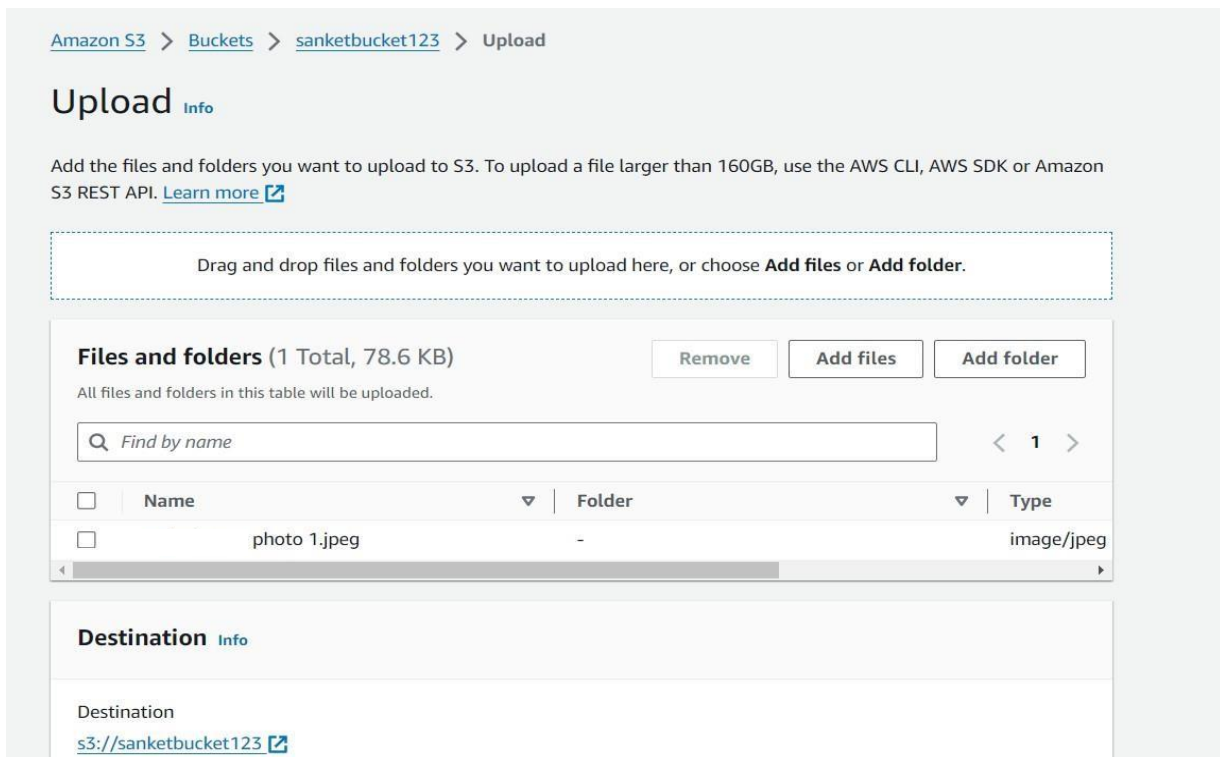 Amazon S3 > Buckets > sanketbucket123 > Upload
Upload Info
Add the files and folders you want to upload to S3. To upload a file larger than 160GB, use the AWS CLI, AWS SDK or Amazon
S3 REST API. Learn more
Drag and drop files and folders you want to upload here, or choose Add files or Add folder.
Files and folders (1 Total, 78.6 KB) Remove Add files Add folder
All files and folders in this table will be uploaded.
Find by name < 1 >
Name Folder Type
photo 1.jpeg - image/jpeg
Destination Info
Destination
s3://sanketbucket123